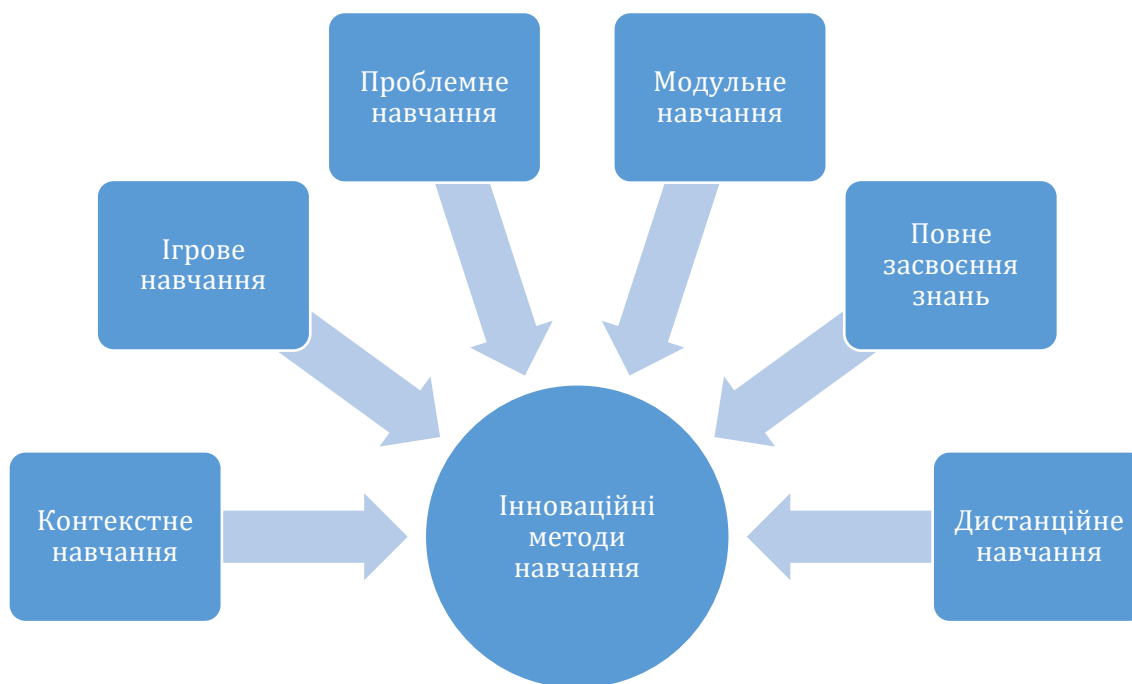 Проблемне
навчання
Модульне
навчання
Ігрове
навчання
Повне
засвоєння
знань
Контекстне
навчання
Інноваційні
методи
навчання
Дистанційне
навчання